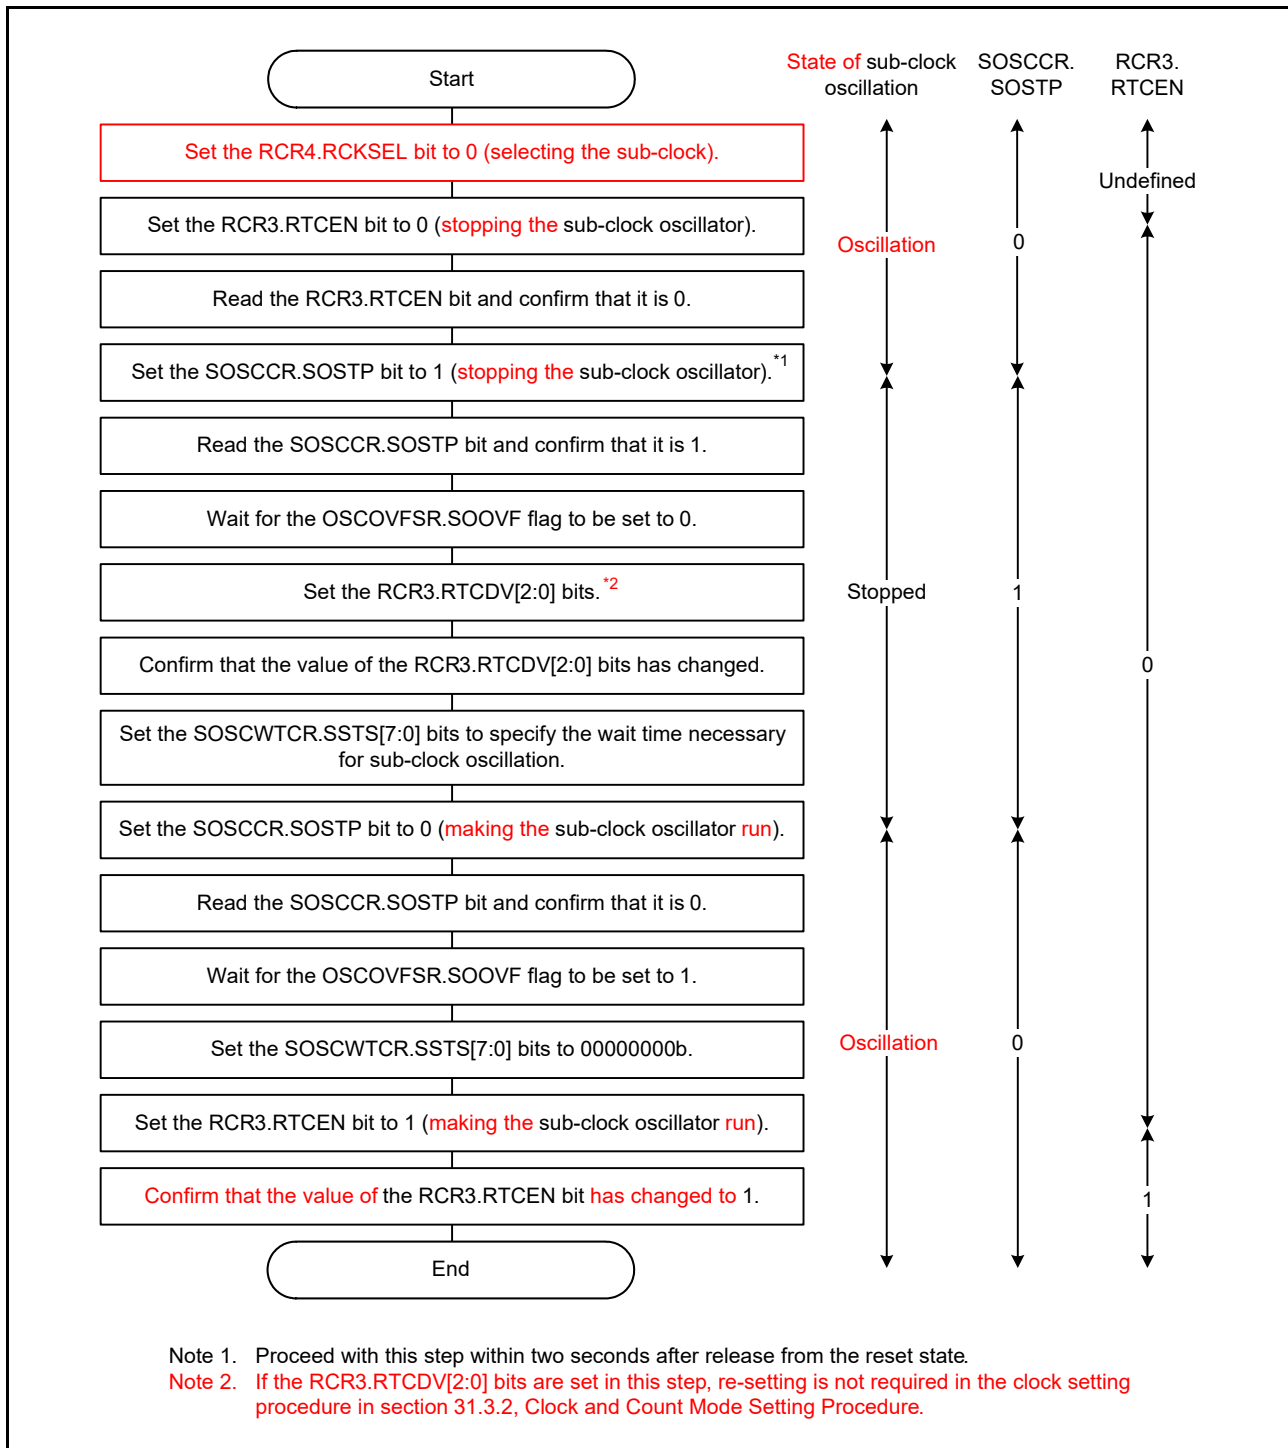 Start
State of sub-clock
oscillation
SOSCCR.
SOSTP
RCR3.
RTCEN
Set the RCR4.RCKSEL bit to 0 (selecting the sub-clock).
Undefined
Set the RCR3.RTCEN bit to 0 (stopping the sub-clock oscillator).
Oscillation
0
Read the RCR3.RTCEN bit and confirm that it is 0.
Set the SOSCCR.SOSTP bit to 1 (stopping the sub-clock oscillator).*1
Read the SOSCCR.SOSTP bit and confirm that it is 1.
Wait for the OSCOVFSR.SOOVF flag to be set to 0.
Set the RCR3.RTCDV[2:0] bits.*2
Stopped
1
Confirm that the value of the RCR3.RTCDV[2:0] bits has changed.
0
Set the SOSCWTCR.SSTS[7:0] bits to specify the wait time necessary
for sub-clock oscillation.
Set the SOSCCR.SOSTP bit to 0 (making the sub-clock oscillator run).
Read the SOSCCR.SOSTP bit and confirm that it is 0.
Wait for the OSCOVFSR.SOOVF flag to be set to 1.
Set the SOSCWTCR.SSTS[7:0] bits to 00000000b.
Oscillation
0
Set the RCR3.RTCEN bit to 1 (making the sub-clock oscillator run).
Confirm that the value of the RCR3.RTCEN bit has changed to 1.
1
End
Note 1. Proceed with this step within two seconds after release from the reset state.
Note 2. If the RCR3.RTCDV[2:0] bits are set in this step, re-setting is not required in the clock setting
procedure in section 31.3.2, Clock and Count Mode Setting Procedure.